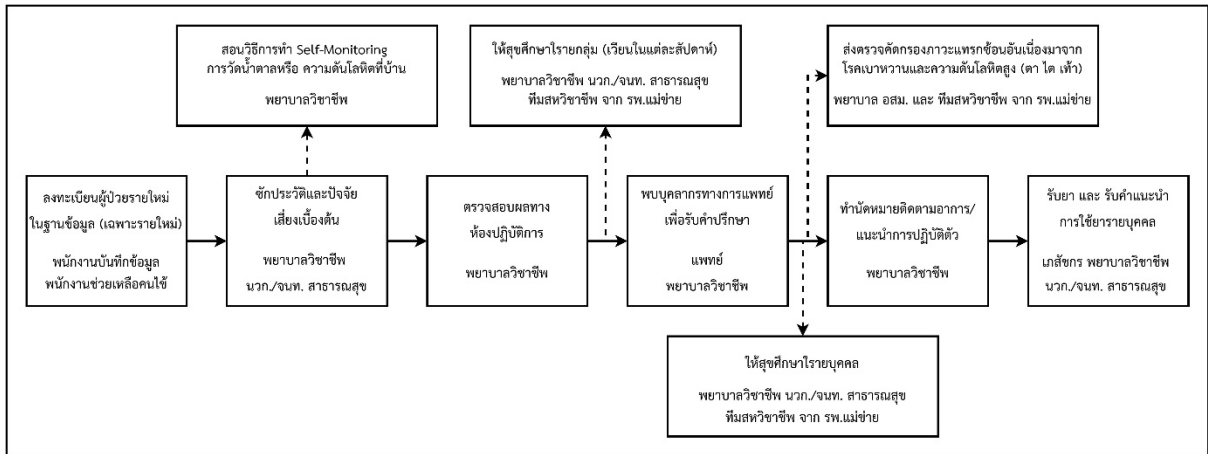 สอนวิธีการทำ Self-Monitoring
การวัดน้ำตาลหรือ ความดันโลหิตที่บ้าน
พยาบาลวิชาชีพ
ให้สุขศึกษาใรายกลุ่ม (เวียนในแต่ละสัปดาห์)
พยาบาลวิชาชีพ นวก./จนท. สาธารณสุข
ทีมสหวิชาชีพ จาก รพ.แม่ข่าย
ส่งตรวจคัดกรองภาวะแทรกซ้อนอันเนื่องมาจาก
โรคเบาหวานและความดันโลหิตสูง (ตา ไต เท้า)
พยาบาล อสม. และ ทีมสหวิชาชีพ จาก รพ.แม่ข่าย
ลงทะเบียนผู้ป่วยรายใหม่
ในฐานข้อมูล (เฉพาะรายใหม่)
พนักงานบันทึกข้อมูล
พนักงานช่วยเหลือคนไข้
ซักประวัติและปัจจัย
เสี่ยงเบื้องต้น
พยาบาลวิชาชีพ
นวก./จนท. สาธารณสุข
ตรวจสอบผลทาง
ห้องปฏิบัติการ
พยาบาลวิชาชีพ
พบบุคลากรทางการแพทย์
เพื่อรับคำปรึกษา
แพทย์
พยาบาลวิชาชีพ
ทำนัดหมายติดตามอาการ/
แนะนำการปฏิบัติตัว
พยาบาลวิชาชีพ
รับยา และ รับคำแนะนำ
การใช้ยารายบุคคล
เภสัชกร พยาบาลวิชาชีพ
นวก./จนท. สาธารณสุข
ให้สุขศึกษาใรายบุคคล
พยาบาลวิชาชีพ นวก./จนท. สาธารณสุข
ทีมสหวิชาชีพ จาก รพ.แม่ข่าย